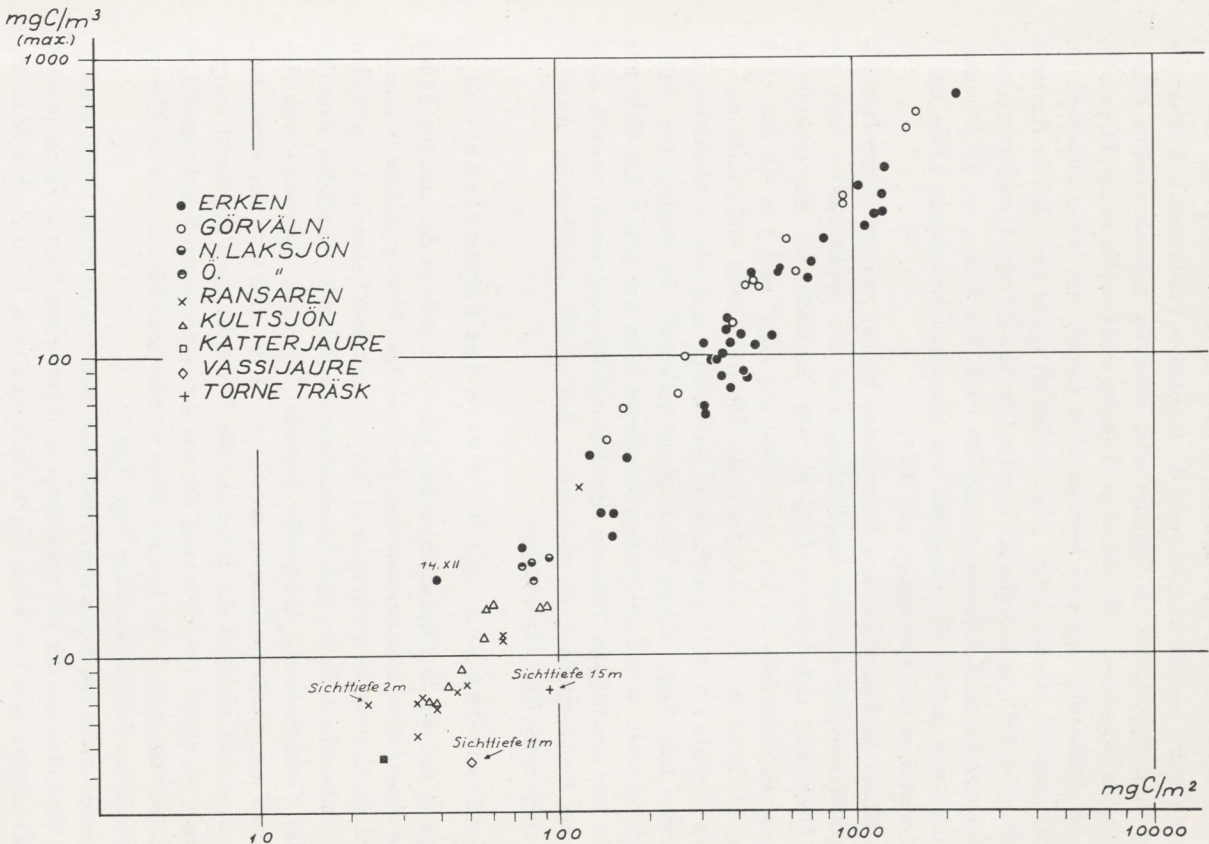 mgC/m³
(max.)
1000
● ERKEN
○ GÖRVÄLN
N. LAKSJÖN
Ö. "
× RANSAREN
△ KULTSJÖN
KATTERJAURE
◇ VASSIJAURE
+ TORNE TRÄSK
100
14. XII
10
Sichttiefe 2m
Sichttiefe 15m
Sichttiefe 11m
mgC/m²
10
100
1000
10000